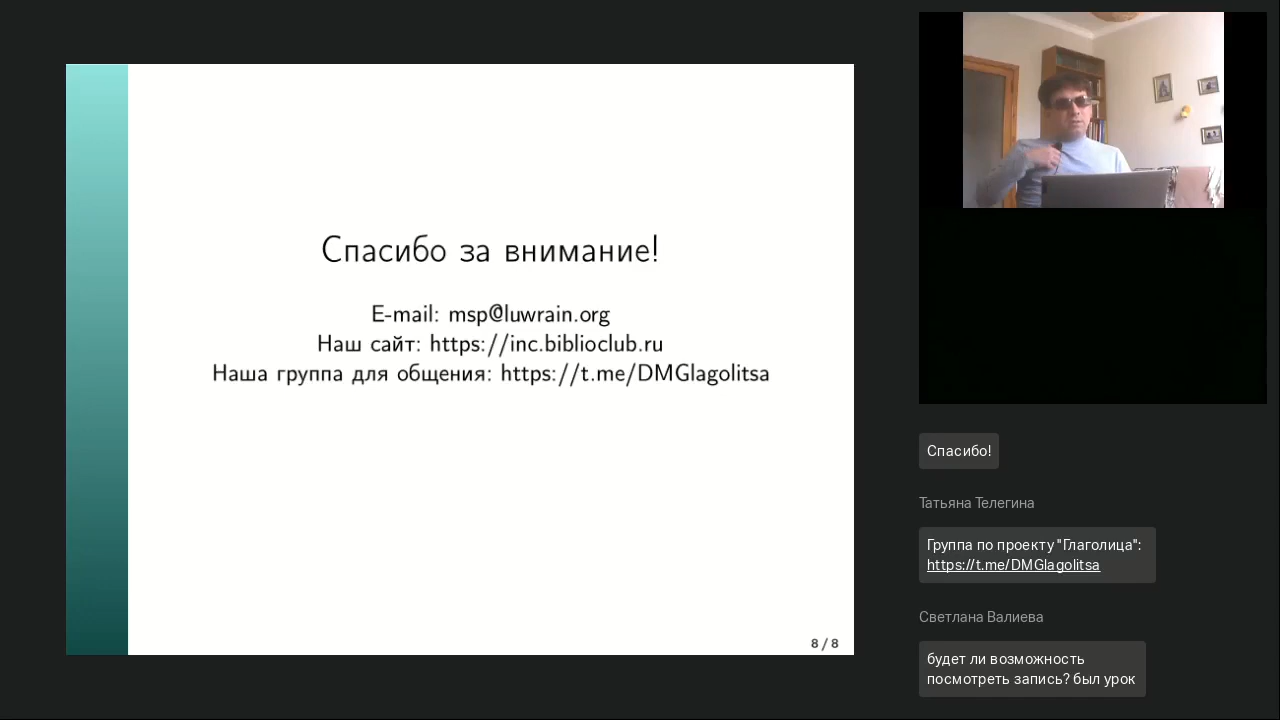 Спасибо за внимание!
E-mail: msp@luwrain.org
Наш сайт: https://inc.biblioclub.ru
Наша группа для общения: https://t.me/DMGlagolitsa
8 / 8
Спасибо!
Татьяна Телегина
Группа по проекту "Глаголица":
https://t.me/DMGlagolitsa
Светлана Валиева
будет ли возможность
посмотреть запись? был урок